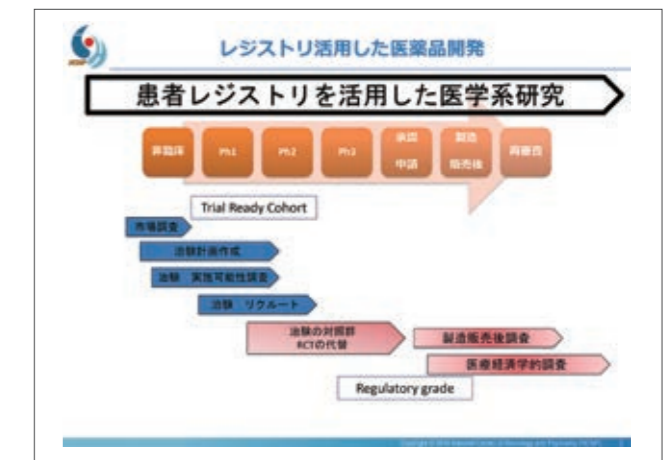 レジストリ活用した医薬品開発
患者レジストリを活用した医学系研究
非臨床
Ph1
Ph2
Ph3
承認
申請
製造
販売後
再審査
Trial Ready Cohort
市場調査
治験計画作成
治験 実施可能性調査
治験 リクルート
治験の対照群
RCTの代替
製造販売後調査
医療経済学的調査
Regulatory grade